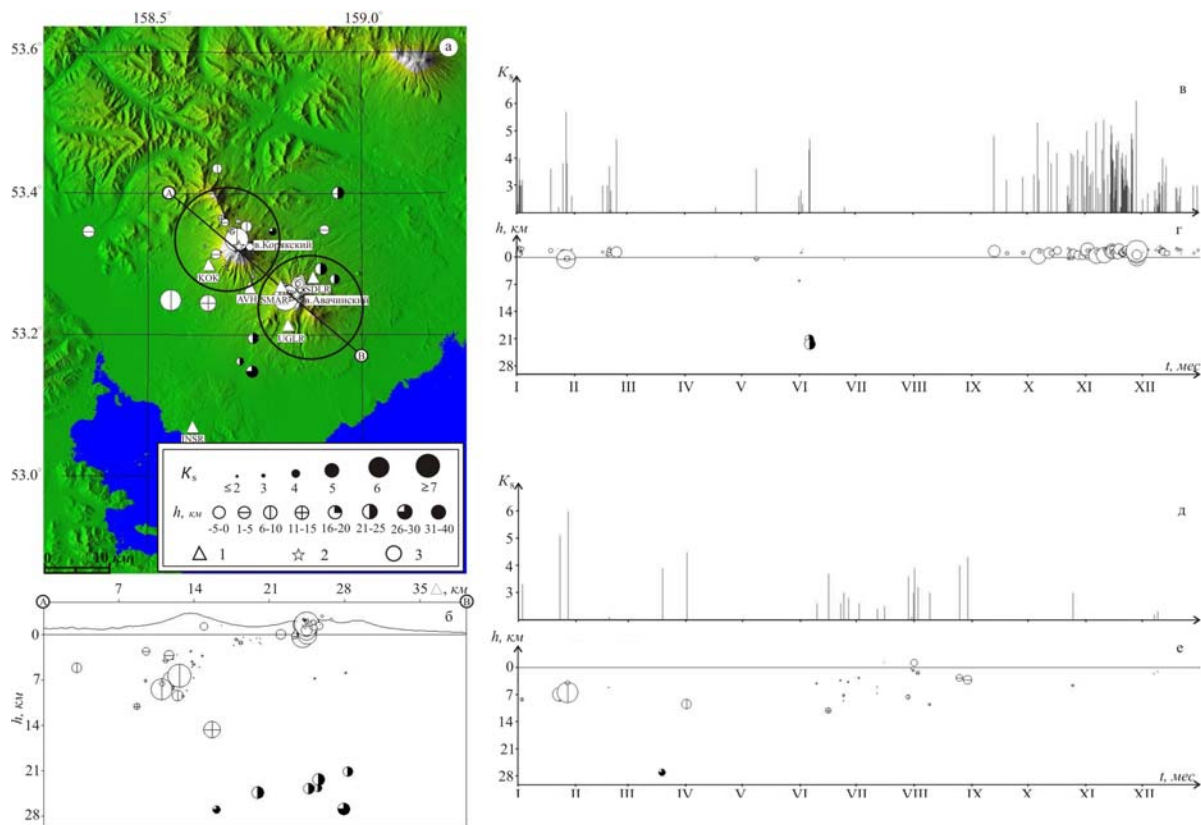 158.5° 159.0°
а
53.6°
53.4°
53.2°
53.0°
A
в.Корякский
KOK
AVH
SMAR
SDLR
в.Авачинский
UGLR
B
INSR
0 10 км
Ks
≤2 3 4 5 6 ≥7
h, км
-5-0 1-5 6-10 11-15 16-20 21-25 26-30 31-40
1 2 3
7 14 21 28 35 △, км
A б B
h, км
0
7
14
21
28
Ks
в
6
5
4
3
h, км
г
0
7
14
21
28
t, мес
I II III IV V VI VII VIII IX X XI XII
Ks
д
6
5
4
3
h, км
е
0
7
14
21
28
t, мес
I II III IV V VI VII VIII IX X XI XII